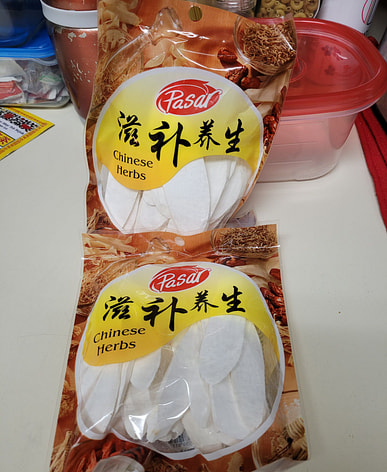 Pasar
滋补养生
Chinese
Herbs
Pasar
滋补养生
Chinese
Herbs